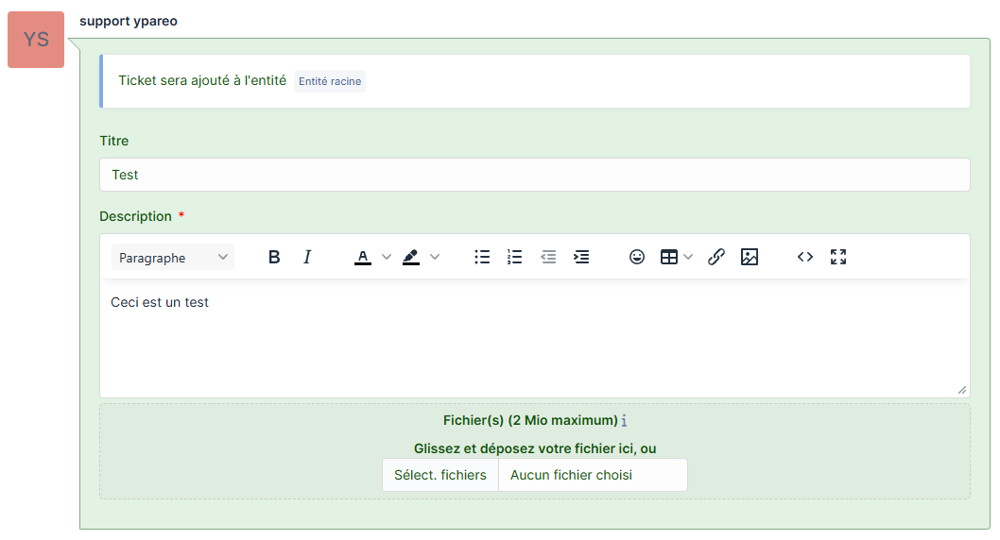 YS
support ypareo
Ticket sera ajouté à l'entité Entité racine
Titre
Test
Description *
Paragraphe B I A
Ceci est un test
Fichier(s) (2 Mio maximum) i
Glissez et déposez votre fichier ici, ou
Sélect. fichiers Aucun fichier choisi